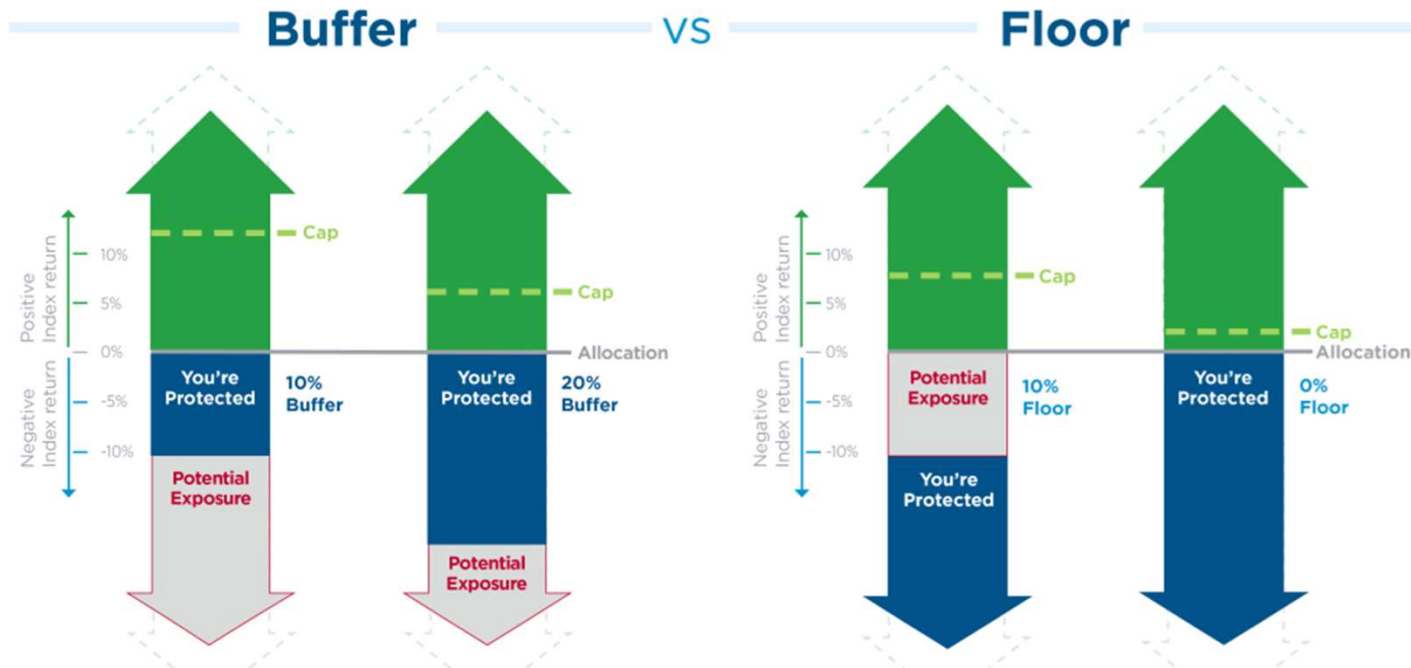 Buffer vs Floor
Positive
Index return
Negative
Index return
10%
5%
0%
-5%
-10%
Cap
Cap
Allocation
You're
Protected
10%
Buffer
Potential
Exposure
You're
Protected
20%
Buffer
Potential
Exposure
Positive
Index return
Negative
Index return
10%
5%
0%
-5%
-10%
Cap
Cap
Allocation
Potential
Exposure
10%
Floor
You're
Protected
You're
Protected
0%
Floor